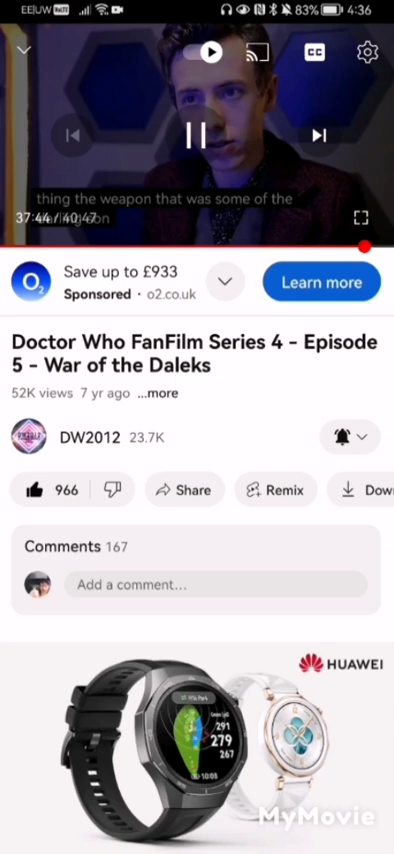 EE|UW VoLTE 83% 4:36
CC
thing the weapon that was some of the
37:44 / 40:47
Save up to £933
O2
Sponsored · o2.co.uk
Learn more
Doctor Who FanFilm Series 4 - Episode
5 - War of the Daleks
52K views 7 yr ago ...more
DW2012 23.7K
966 Share Remix Dow
Comments 167
Add a comment...
HUAWEI
291
279
267
MyMovie